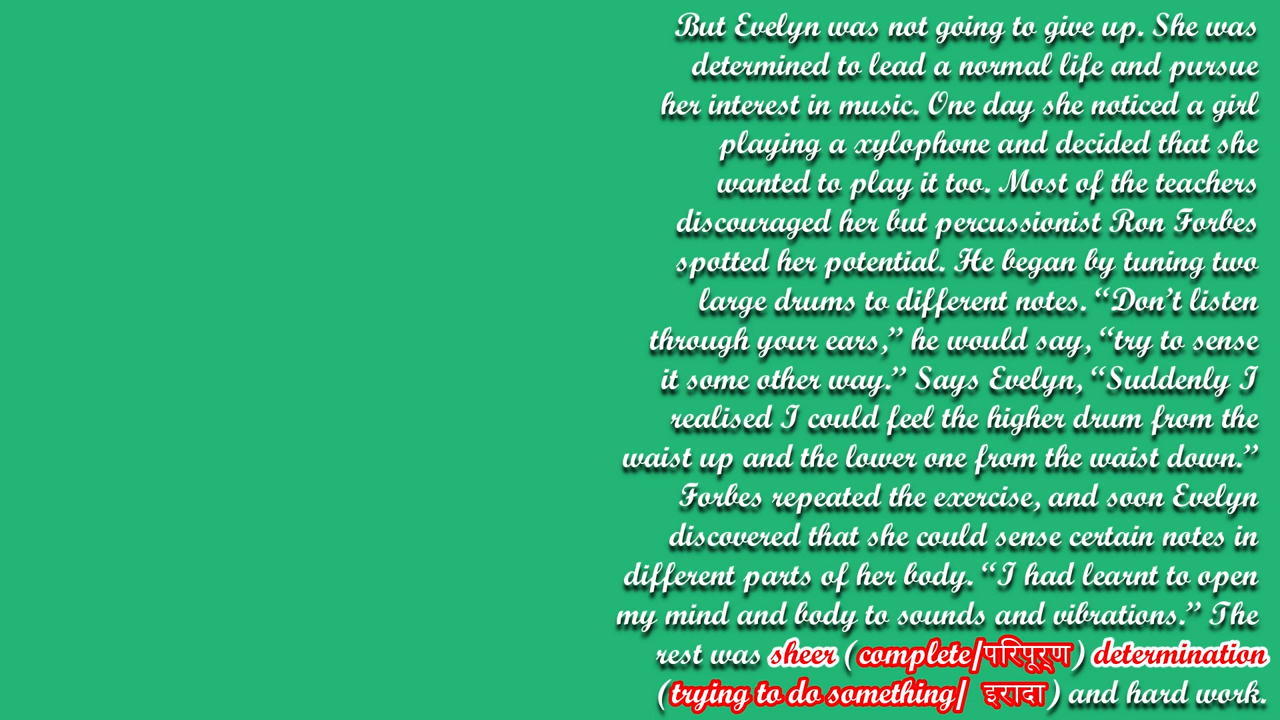 But Evelyn was not going to give up. She was
determined to lead a normal life and pursue
her interest in music. One day she noticed a girl
playing a xylophone and decided that she
wanted to play it too. Most of the teachers
discouraged her but percussionist Ron Forbes
spotted her potential. He began by tuning two
large drums to different notes. “Don’t listen
through your ears,” he would say, “try to sense
it some other way.” Says Evelyn, “Suddenly I
realised I could feel the higher drum from the
waist up and the lower one from the waist down.”
Forbes repeated the exercise, and soon Evelyn
discovered that she could sense certain notes in
different parts of her body. “I had learnt to open
my mind and body to sounds and vibrations.” The
rest was sheer (complete/परिपूर्ण) determination
(trying to do something/ इरादा) and hard work.